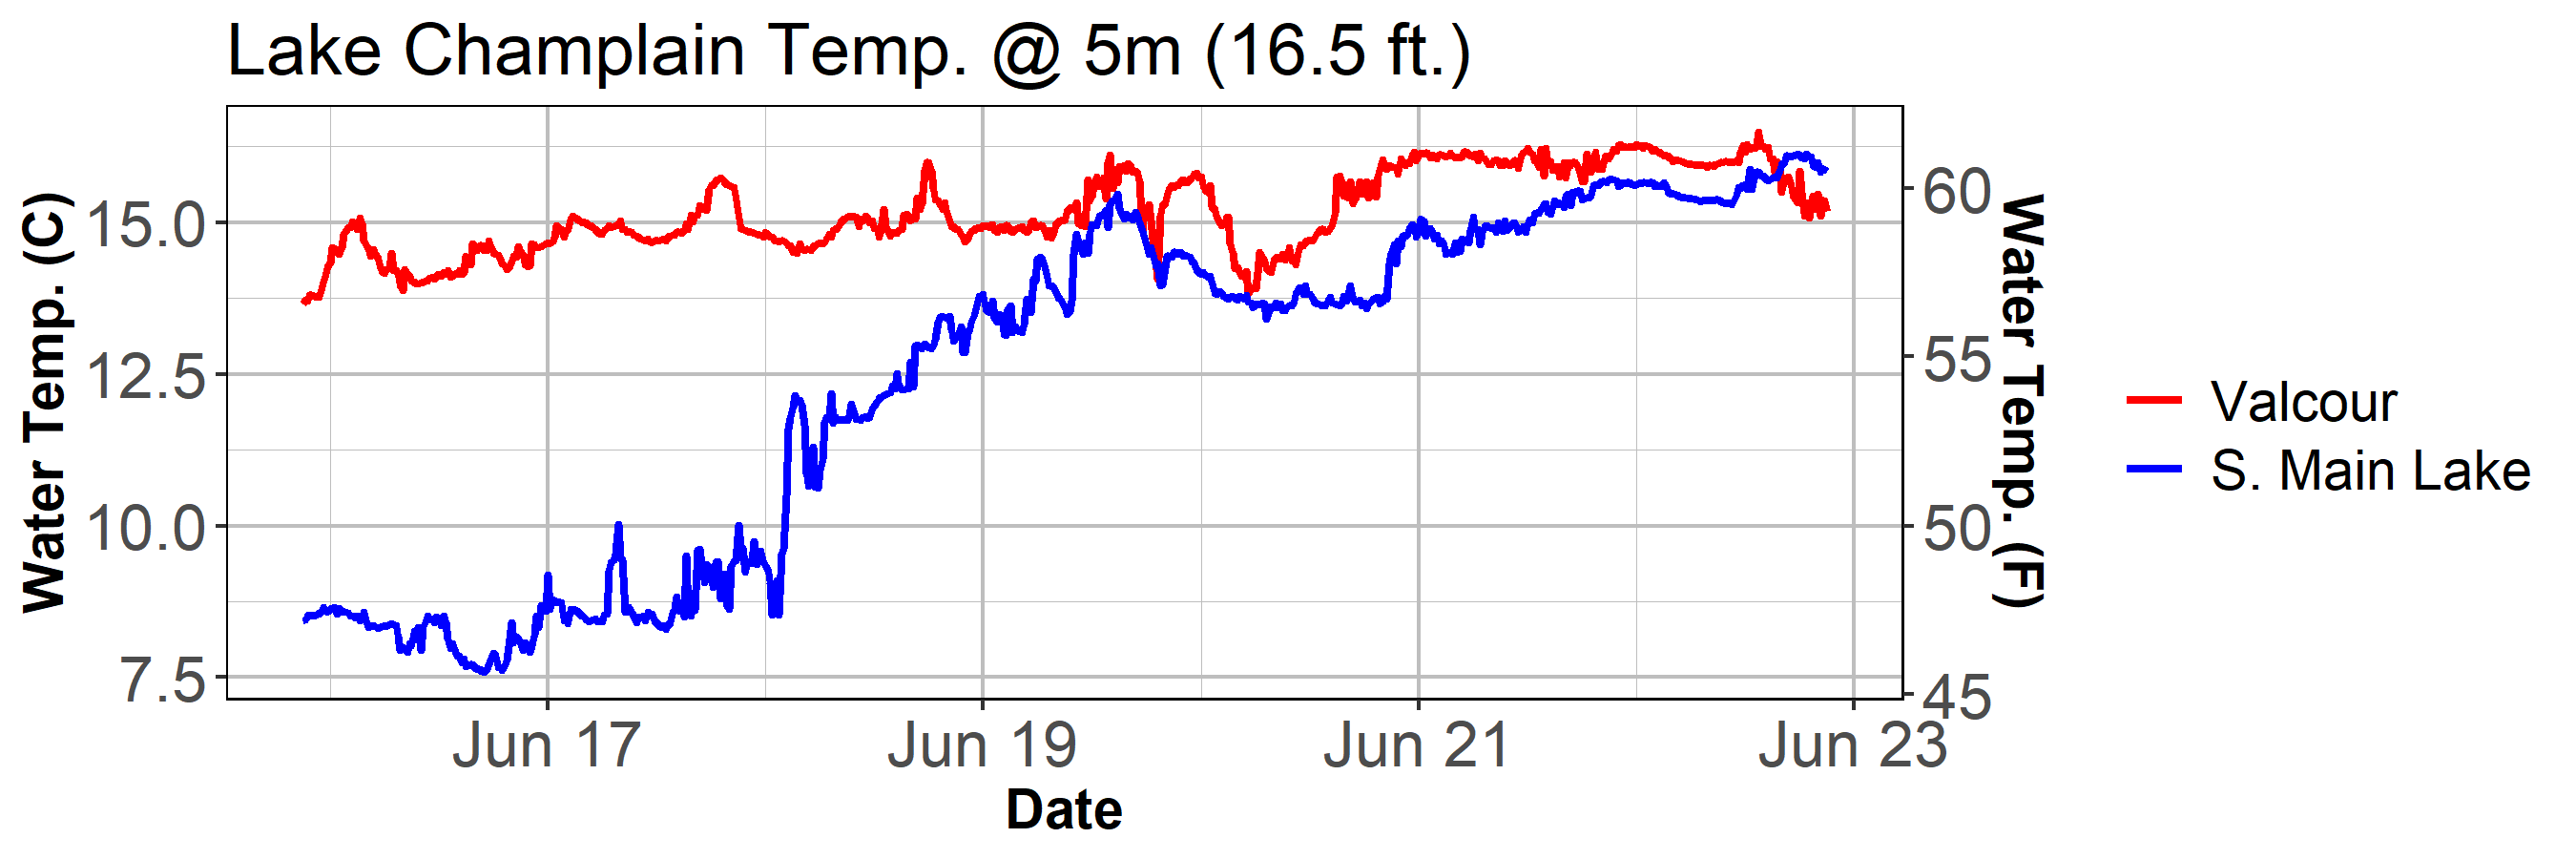 Lake Champlain Temp. @ 5m (16.5 ft.)
Water Temp. (C)
15.0
12.5
10.0
7.5
60
55
50
45
Water Temp. (F)
Jun 17
Jun 19
Jun 21
Jun 23
Date
Valcour
S. Main Lake